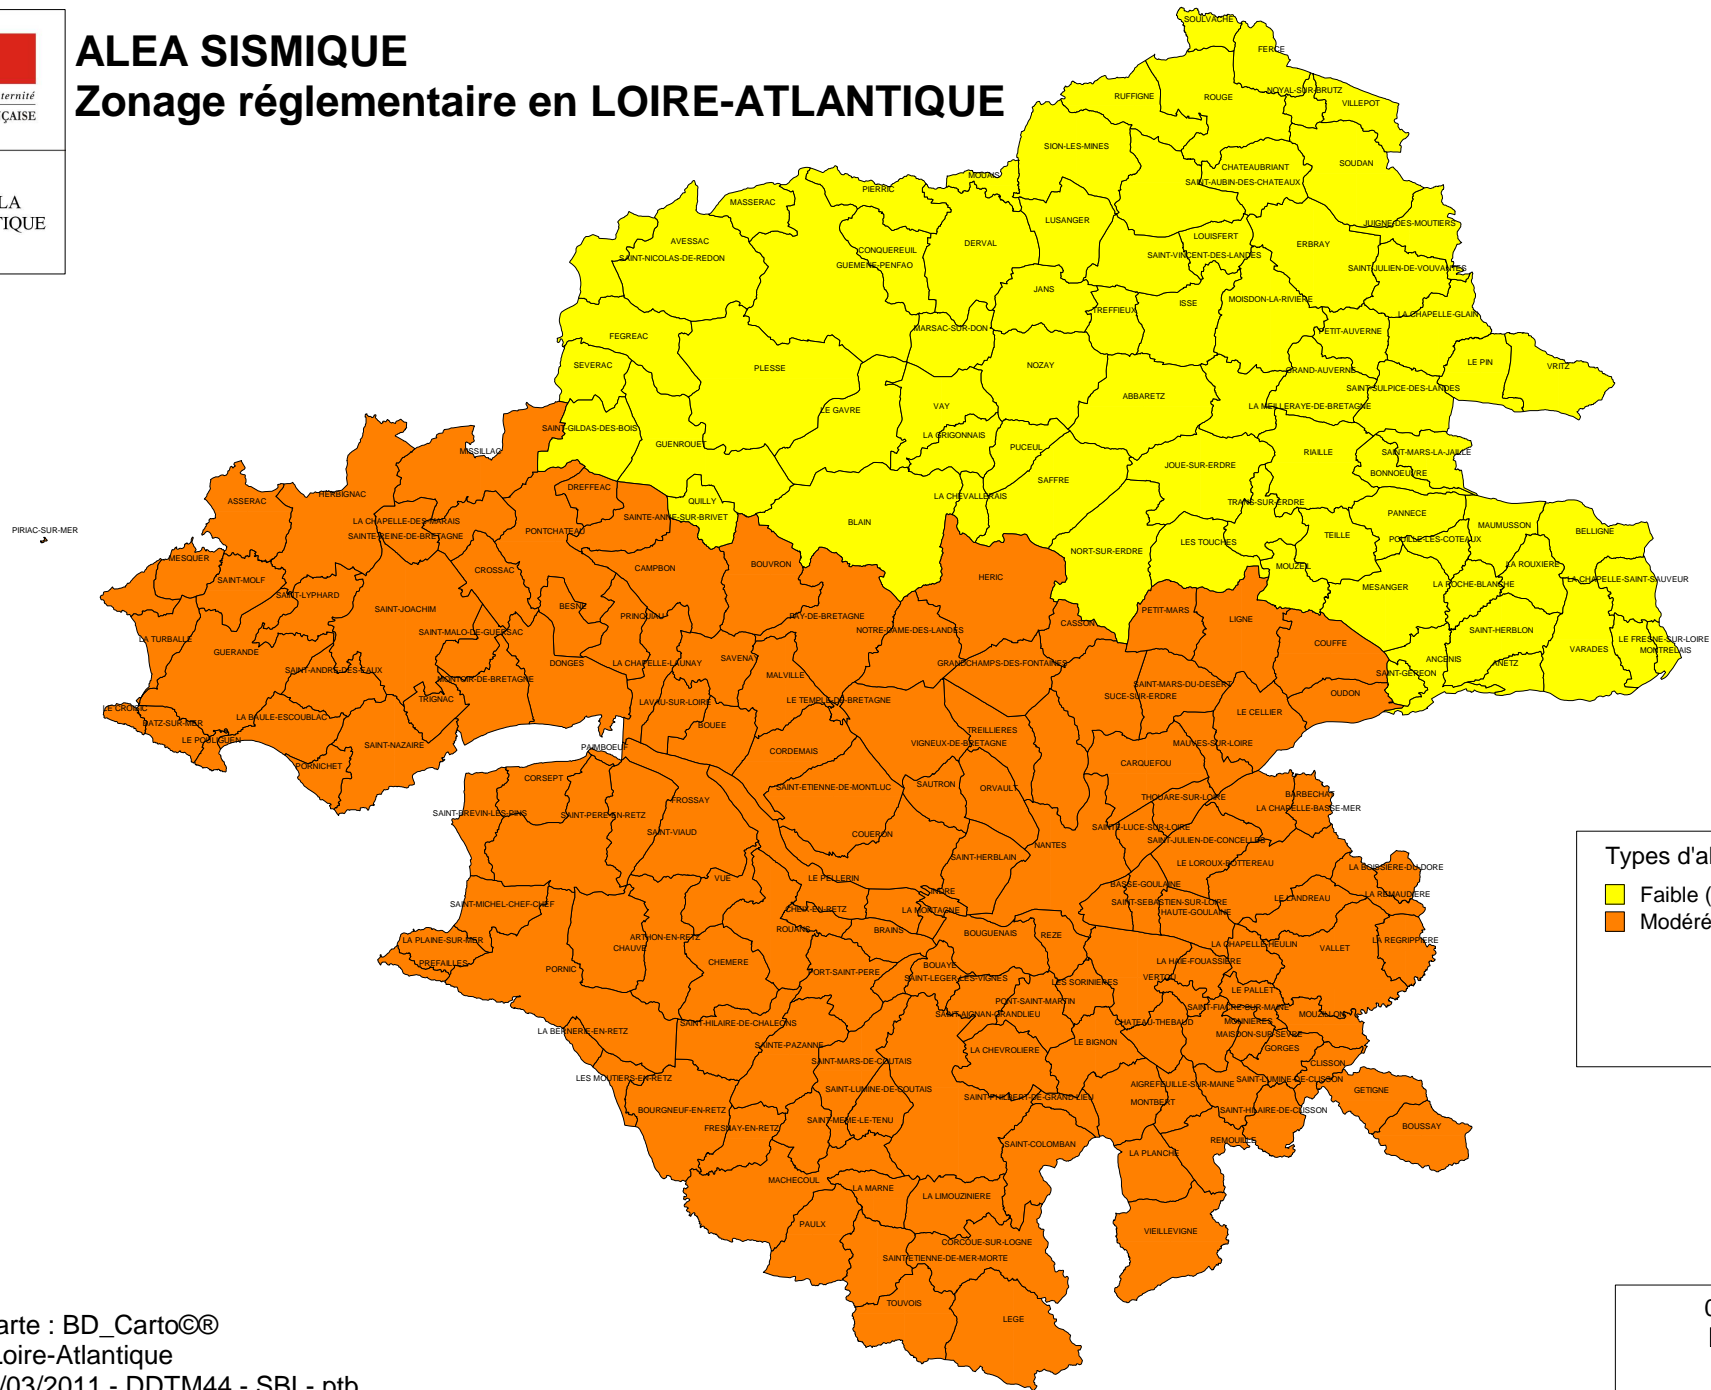 ALEA SISMIQUE
Zonage réglementaire en LOIRE-ATLANTIQUE
ternité
ÇAISE
LA
TIQUE
SOULVACHE
FERCE
RUFFIGNE
ROUGE
NOYAL-SUR-BRUTZ
VILLEPOT
SION-LES-MINES
CHATEAUBRIANT
SOUDAN
MOUAIS
SAINT-AUBIN-DES-CHATEAUX
PIERRIC
MASSERAC
LUSANGER
JUIGNE-DES-MOUTIERS
AVESSAC
CONQUEREUIL
DERVAL
LOUISFERT
ERBRAY
SAINT-NICOLAS-DE-REDON
GUEMENE-PENFAO
SAINT-VINCENT-DES-LANDES
SAINT-JULIEN-DE-VOUVANTES
JANS
ISSE
MOISDON-LA-RIVIERE
TREFFIEUX
LA CHAPELLE-GLAIN
FEGREAC
MARSAC-SUR-DON
PETIT-AUVERNE
SEVERAC
PLESSE
NOZAY
GRAND-AUVERNE
LE PIN
VRITZ
SAINT-SULPICE-DES-LANDES
ABBARETZ
LE GAVRE
VAY
LA MEILLERAYE-DE-BRETAGNE
SAINT-GILDAS-DES-BOIS
GUENROUET
LA GRIGONNAIS
PUCEUL
MISSILLAC
RIAILLE
SAINT-MARS-LA-JAILLE
JOUE-SUR-ERDRE
BONNOEUVRE
SAFFRE
DREFFEAC
HERBIGNAC
ASSERAC
QUILLY
LA CHEVALLERAIS
TRANS-SUR-ERDRE
PANNECE
SAINTE-ANNE-SUR-BRIVET
LA CHAPELLE-DES-MARAIS
BLAIN
MAUMUSSON
BELLIGNE
PIRIAC-SUR-MER
PONTCHATEAU
SAINTE-REINE-DE-BRETAGNE
TEILLE
POUILLE-LES-COTEAUX
LES TOUCHES
NORT-SUR-ERDRE
MESQUER
CROSSAC
CAMPBON
BOUVRON
HERIC
MOUZEIL
LA ROUXIERE
SAINT-MOLF
LA CHAPELLE-SAINT-SAUVEUR
LA ROCHE-BLANCHE
MESANGER
SAINT-LYPHARD
SAINT-JOACHIM
BESNE
PRINQUIAU
FAY-DE-BRETAGNE
PETIT-MARS
LIGNE
CASSON
SAINT-MALO-DE-GUERSAC
NOTRE-DAME-DES-LANDES
SAINT-HERBLON
LA TURBALLE
COUFFE
LE FRESNE-SUR-LOIRE
MONTRELAIS
VARADES
GUERANDE
SAVENAY
ANCENIS
ANETZ
SAINT-ANDRE-DES-EAUX
DONGES
LA CHAPELLE-LAUNAY
GRANDCHAMPS-DES-FONTAINES
SAINT-GEREON
MALVILLE
MONTOIR-DE-BRETAGNE
SAINT-MARS-DU-DESERT
SUCE-SUR-ERDRE
OUDON
TRIGNAC
LAVAU-SUR-LOIRE
LE TEMPLE-DE-BRETAGNE
LE CROISIC
LE CELLIER
BATZ-SUR-MER
LA BAULE-ESCOUBLAC
BOUEE
TREILLIERES
LE POULIGUEN
SAINT-NAZAIRE
PAIMBOEUF
CORDEMAIS
VIGNEUX-DE-BRETAGNE
MAUVES-SUR-LOIRE
PORNICHET
CARQUEFOU
CORSEPT
SAINT-ETIENNE-DE-MONTLUC
SAUTRON
ORVAULT
BARBECHAT
THOUARE-SUR-LOIRE
FROSSAY
LA CHAPELLE-BASSE-MER
SAINT-BREVIN-LES-PINS
SAINT-PERE-EN-RETZ
SAINT-VIAUD
COUERON
SAINTE-LUCE-SUR-LOIRE
SAINT-JULIEN-DE-CONCELLES
NANTES
SAINT-HERBLAIN
LE LOROUX-BOTTEREAU
LA BOISSIERE-DU-DORE
VUE
LE PELLERIN
BASSE-GOULAINE
INDRE
LA REMAUDIERE
SAINT-MICHEL-CHEF-CHEF
SAINT-SEBASTIEN-SUR-LOIRE
LE LANDREAU
CHEIX-EN-RETZ
LA MONTAGNE
HAUTE-GOULAINE
ROUANS
BRAINS
BOUGUENAIS
REZE
LA PLAINE-SUR-MER
ARTHON-EN-RETZ
LA REGRIPPIERE
LA CHAPELLE-HEULIN
VALLET
CHAUVE
PREFAILLES
PORNIC
CHEMERE
BOUAYE
LA HAIE-FOUASSIERE
PORT-SAINT-PERE
SAINT-LEGER-LES-VIGNES
VERTOU
LES SORINIERES
LE PALLET
PONT-SAINT-MARTIN
SAINT-FIACRE-SUR-MAINE
SAINT-AIGNAN-GRANDLIEU
MOUZILLON
SAINT-HILAIRE-DE-CHALEONS
CHATEAU-THEBAUD
MONNIERES
LA BERNERIE-EN-RETZ
MAISDON-SUR-SEVRE
SAINTE-PAZANNE
LE BIGNON
GORGES
LA CHEVROLIERE
SAINT-MARS-DE-COUTAIS
CLISSON
LES MOUTIERS-EN-RETZ
SAINT-LUMINE-DE-CLISSON
AIGREFEUILLE-SUR-MAINE
SAINT-LUMINE-DE-COUTAIS
GETIGNE
SAINT-PHILBERT-DE-GRAND-LIEU
MONTBERT
BOURGNEUF-EN-RETZ
SAINT-HILAIRE-DE-CLISSON
SAINT-MEME-LE-TENU
FRESNAY-EN-RETZ
BOUSSAY
SAINT-COLOMBAN
REMOUILLE
LA PLANCHE
MACHECOUL
LA MARNE
LA LIMOUZINIERE
PAULX
VIEILLEVIGNE
CORCOUE-SUR-LOGNE
SAINT-ETIENNE-DE-MER-MORTE
TOUVOIS
LEGE
Types d'al
Faible (
Modéré
arte : BD_Carto©®
Loire-Atlantique
/03/2011 - DDTM44 - SBL- ptb